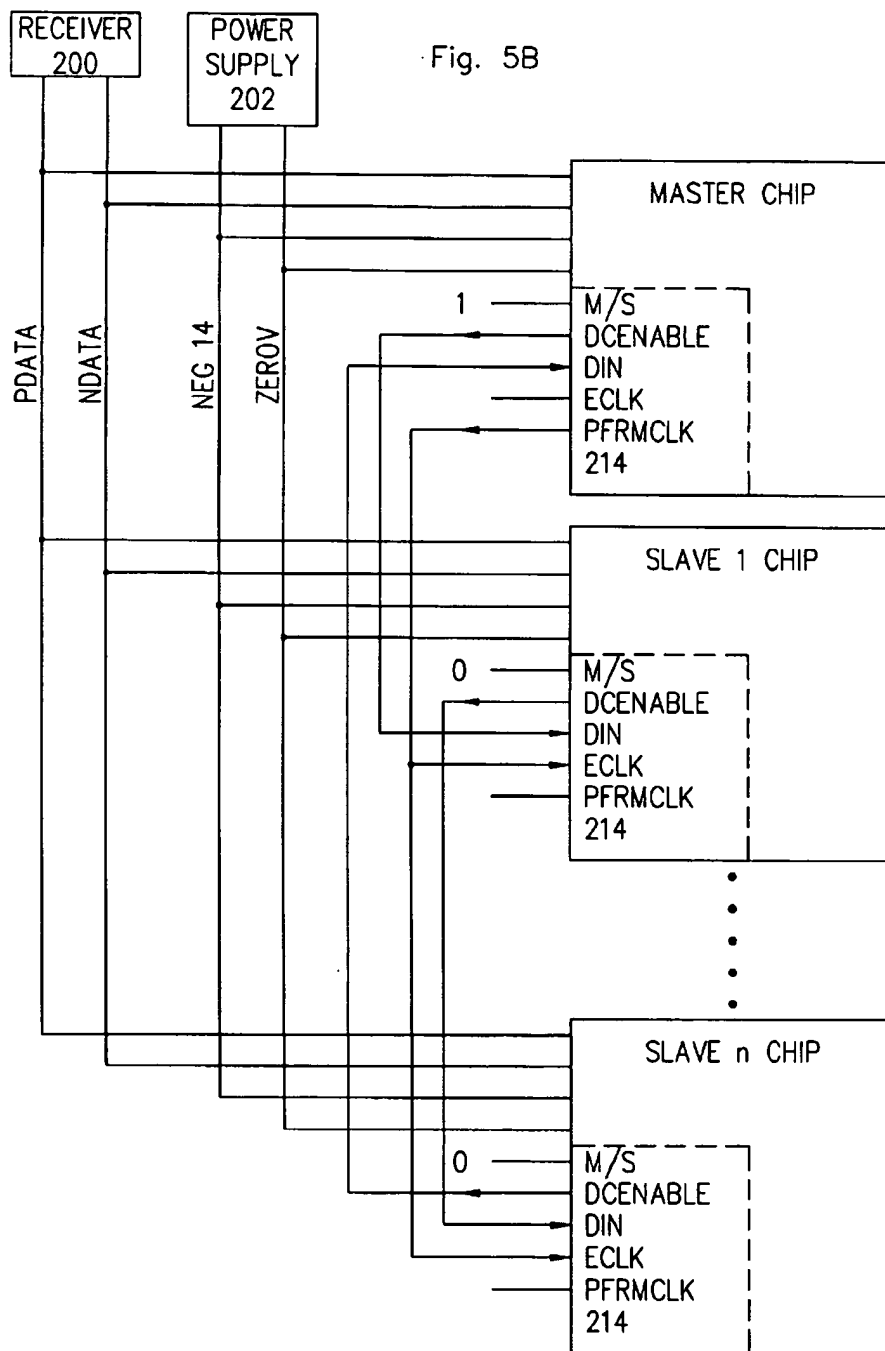 RECEIVER
200
POWER
SUPPLY
202
Fig. 5B
PDATA
NDATA
NEG 14
ZEROV
MASTER CHIP
1
M/S
DCENABLE
DIN
ECLK
PFRMCLK
214
SLAVE 1 CHIP
0
M/S
DCENABLE
DIN
ECLK
PFRMCLK
214
SLAVE n CHIP
0
M/S
DCENABLE
DIN
ECLK
PFRMCLK
214